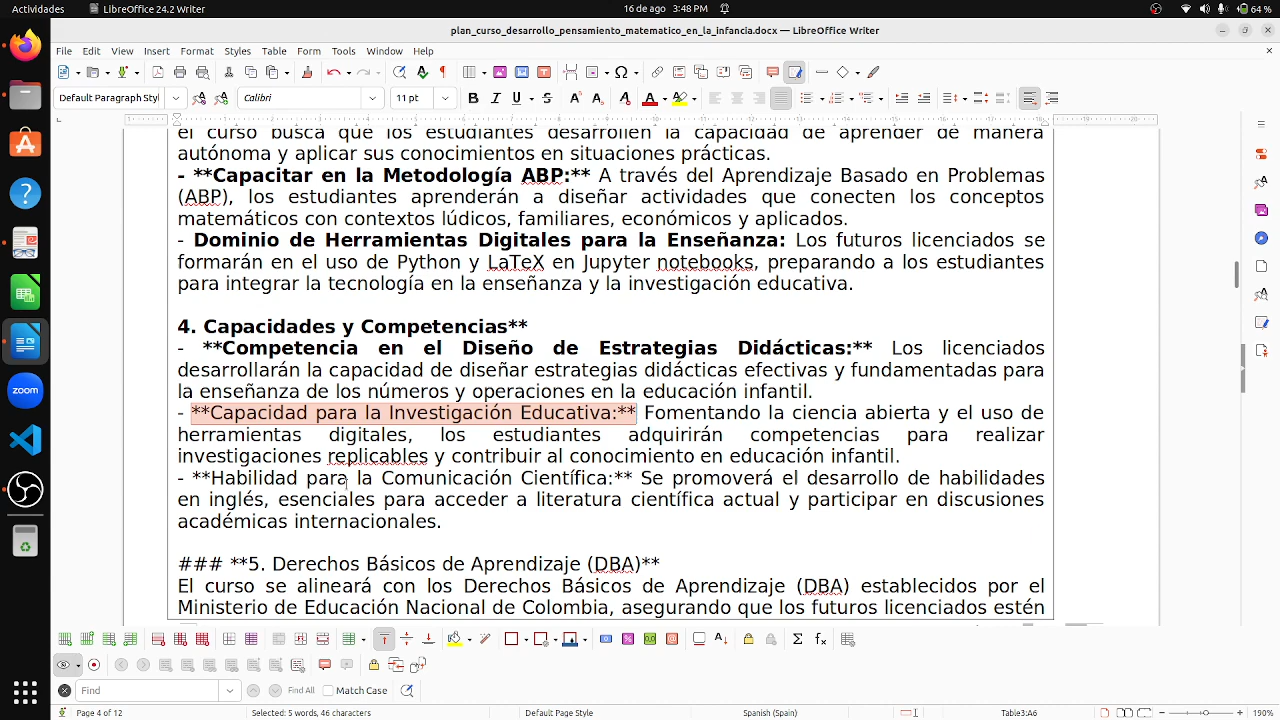 Actividades
LibreOffice 24.2 Writer
16 de ago 3:48 PM
64 %
plan_curso_desarrollo_pensamiento_matematico_en_la_infancia.docx — LibreOffice Writer
File Edit View Insert Format Styles Table Form Tools Window Help
Default Paragraph Styl
Calibri
11 pt
el curso busca que los estudiantes desarrollen la capacidad de aprender de manera
autónoma y aplicar sus conocimientos en situaciones prácticas.
- **Capacitar en la Metodología ABP:** A través del Aprendizaje Basado en Problemas
(ABP), los estudiantes aprenderán a diseñar actividades que conecten los conceptos
matemáticos con contextos lúdicos, familiares, económicos y aplicados.
- Dominio de Herramientas Digitales para la Enseñanza: Los futuros licenciados se
formarán en el uso de Python y LaTeX en Jupyter notebooks, preparando a los estudiantes
para integrar la tecnología en la enseñanza y la investigación educativa.
4. Capacidades y Competencias**
- **Competencia en el Diseño de Estrategias Didácticas:** Los licenciados
desarrollarán la capacidad de diseñar estrategias didácticas efectivas y fundamentadas para
la enseñanza de los números y operaciones en la educación infantil.
- **Capacidad para la Investigación Educativa:** Fomentando la ciencia abierta y el uso de
herramientas digitales, los estudiantes adquirirán competencias para realizar
investigaciones replicables y contribuir al conocimiento en educación infantil.
- **Habilidad para la Comunicación Científica:** Se promoverá el desarrollo de habilidades
en inglés, esenciales para acceder a literatura científica actual y participar en discusiones
académicas internacionales.
### **5. Derechos Básicos de Aprendizaje (DBA)**
El curso se alineará con los Derechos Básicos de Aprendizaje (DBA) establecidos por el
Ministerio de Educación Nacional de Colombia, asegurando que los futuros licenciados estén
zoom
Find
Find All
Match Case
Page 4 of 12
Selected: 5 words, 46 characters
Default Page Style
Spanish (Spain)
Table3:A6
190%